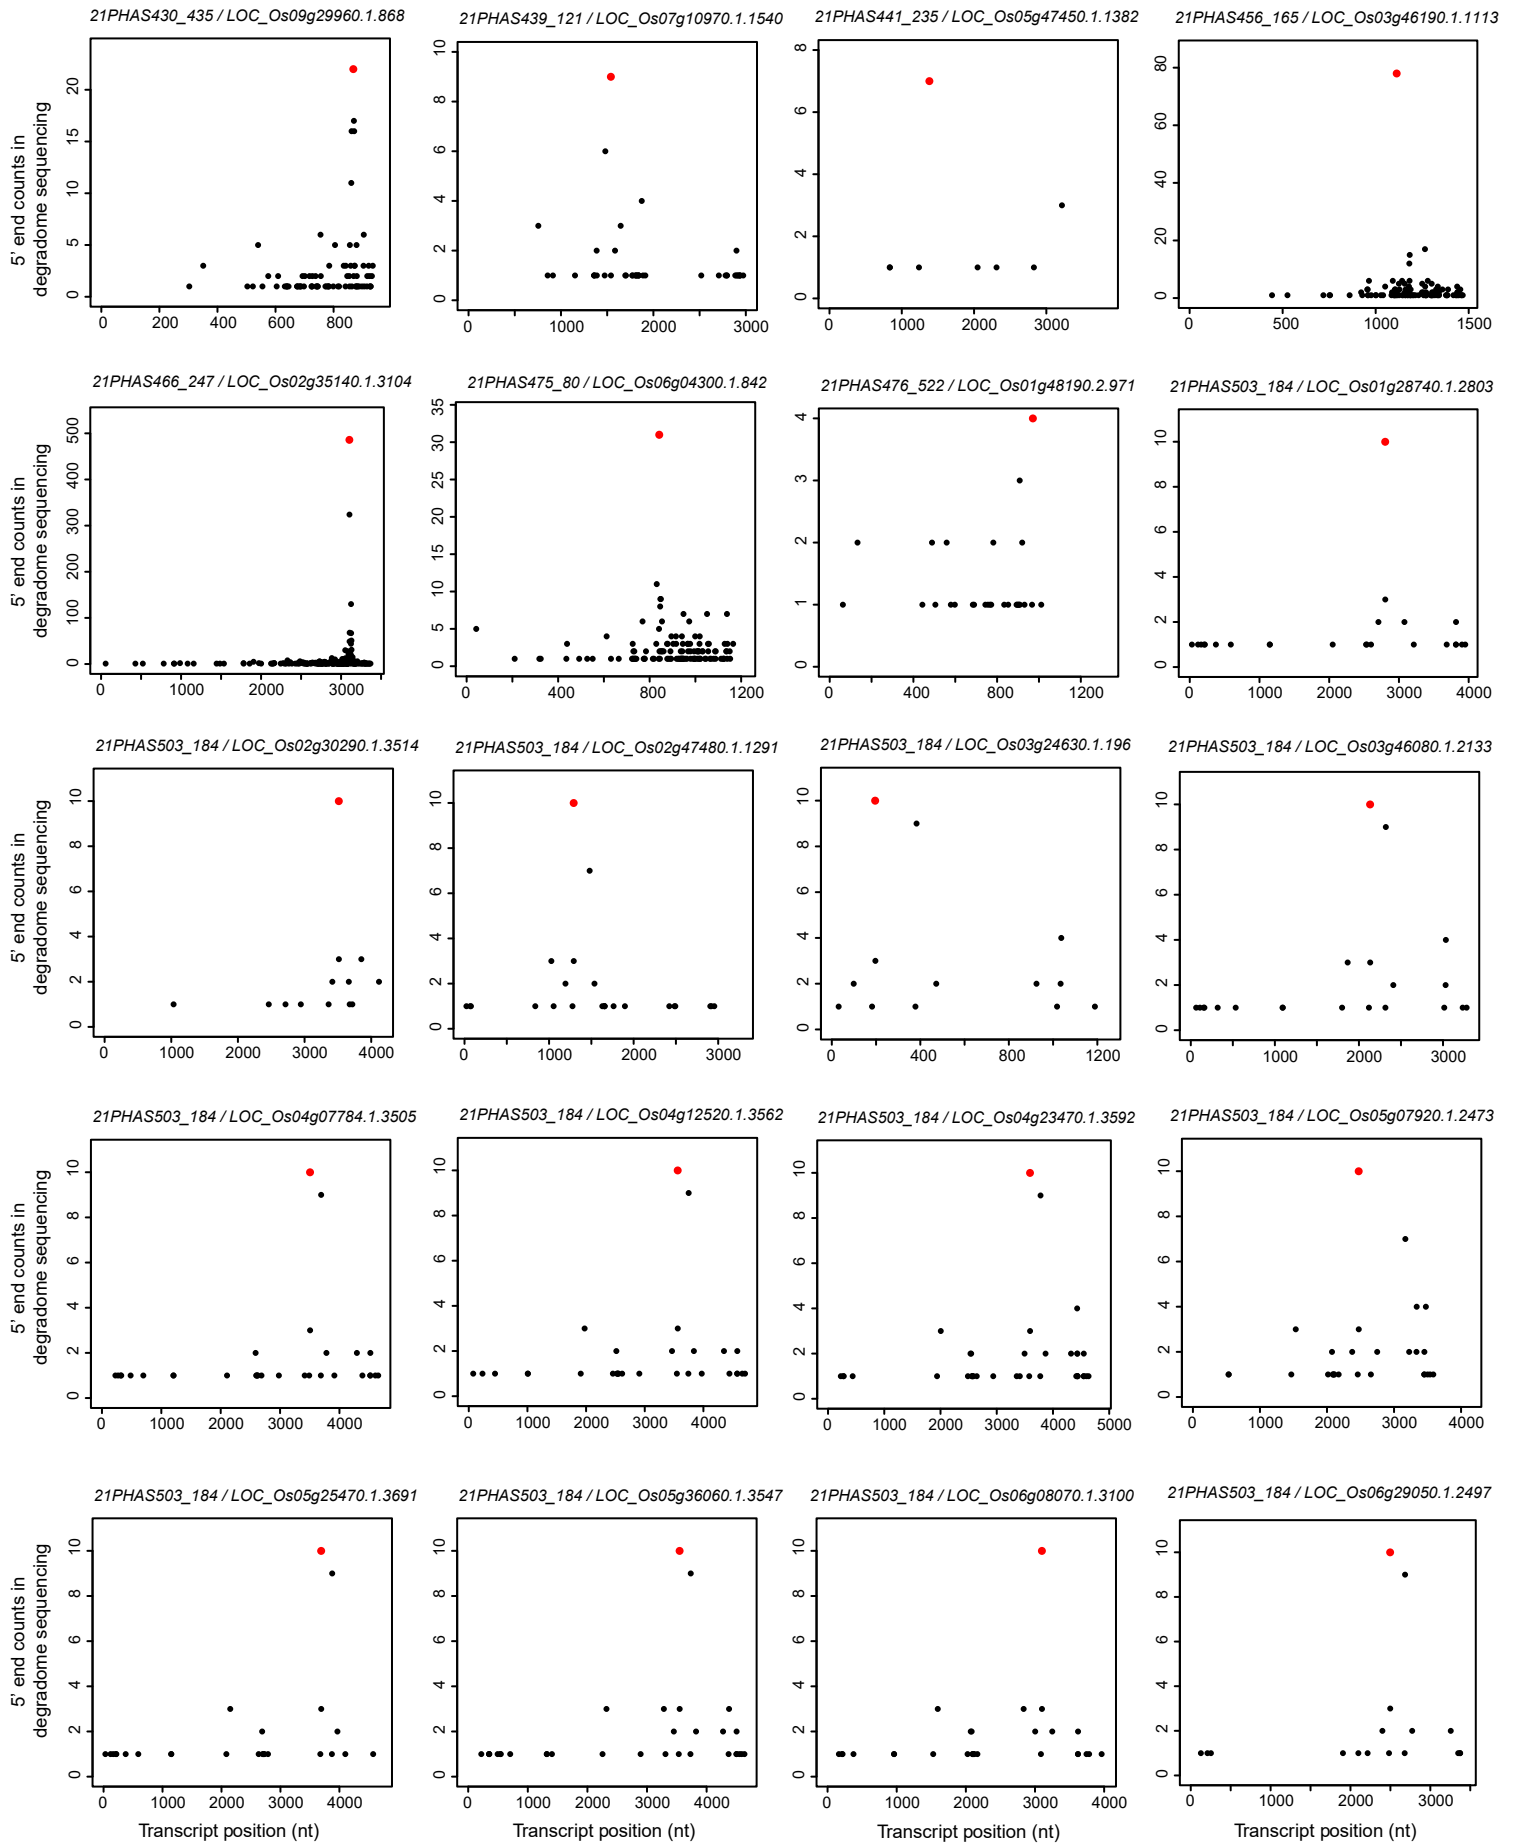 21PHAS430_435 / LOC_Os09g29960.1.868
5’ end counts in
degradome sequencing
0 5 10 15 20
0 200 400 600 800
21PHAS439_121 / LOC_Os07g10970.1.1540
0 2 4 6 8 10
0 1000 2000 3000
21PHAS441_235 / LOC_Os05g47450.1.1382
0 2 4 6 8
0 1000 2000 3000
21PHAS456_165 / LOC_Os03g46190.1.1113
0 20 40 60 80
0 500 1000 1500
21PHAS466_247 / LOC_Os02g35140.1.3104
5’ end counts in
degradome sequencing
0 100 200 300 400 500
0 1000 2000 3000
21PHAS475_80 / LOC_Os06g04300.1.842
0 5 10 15 20 25 30 35
0 400 800 1200
21PHAS476_522 / LOC_Os01g48190.2.971
0 1 2 3 4
0 400 800 1200
21PHAS503_184 / LOC_Os01g28740.1.2803
0 2 4 6 8 10
0 1000 2000 3000 4000
21PHAS503_184 / LOC_Os02g30290.1.3514
5’ end counts in
degradome sequencing
0 2 4 6 8 10
0 1000 2000 3000 4000
21PHAS503_184 / LOC_Os02g47480.1.1291
0 2 4 6 8 10
0 1000 2000 3000
21PHAS503_184 / LOC_Os03g24630.1.196
0 2 4 6 8 10
0 400 800 1200
21PHAS503_184 / LOC_Os03g46080.1.2133
0 2 4 6 8 10
0 1000 2000 3000
21PHAS503_184 / LOC_Os04g07784.1.3505
5’ end counts in
degradome sequencing
0 2 4 6 8 10
0 1000 2000 3000 4000
21PHAS503_184 / LOC_Os04g12520.1.3562
0 2 4 6 8 10
0 1000 2000 3000 4000
21PHAS503_184 / LOC_Os04g23470.1.3592
0 2 4 6 8 10
0 1000 2000 3000 4000 5000
21PHAS503_184 / LOC_Os05g07920.1.2473
0 2 4 6 8 10
0 1000 2000 3000 4000
21PHAS503_184 / LOC_Os05g25470.1.3691
5’ end counts in
degradome sequencing
0 2 4 6 8 10
0 1000 2000 3000 4000
Transcript position (nt)
21PHAS503_184 / LOC_Os05g36060.1.3547
0 2 4 6 8 10
0 1000 2000 3000 4000
Transcript position (nt)
21PHAS503_184 / LOC_Os06g08070.1.3100
0 2 4 6 8 10
0 1000 2000 3000 4000
Transcript position (nt)
21PHAS503_184 / LOC_Os06g29050.1.2497
0 2 4 6 8 10
0 1000 2000 3000
Transcript position (nt)